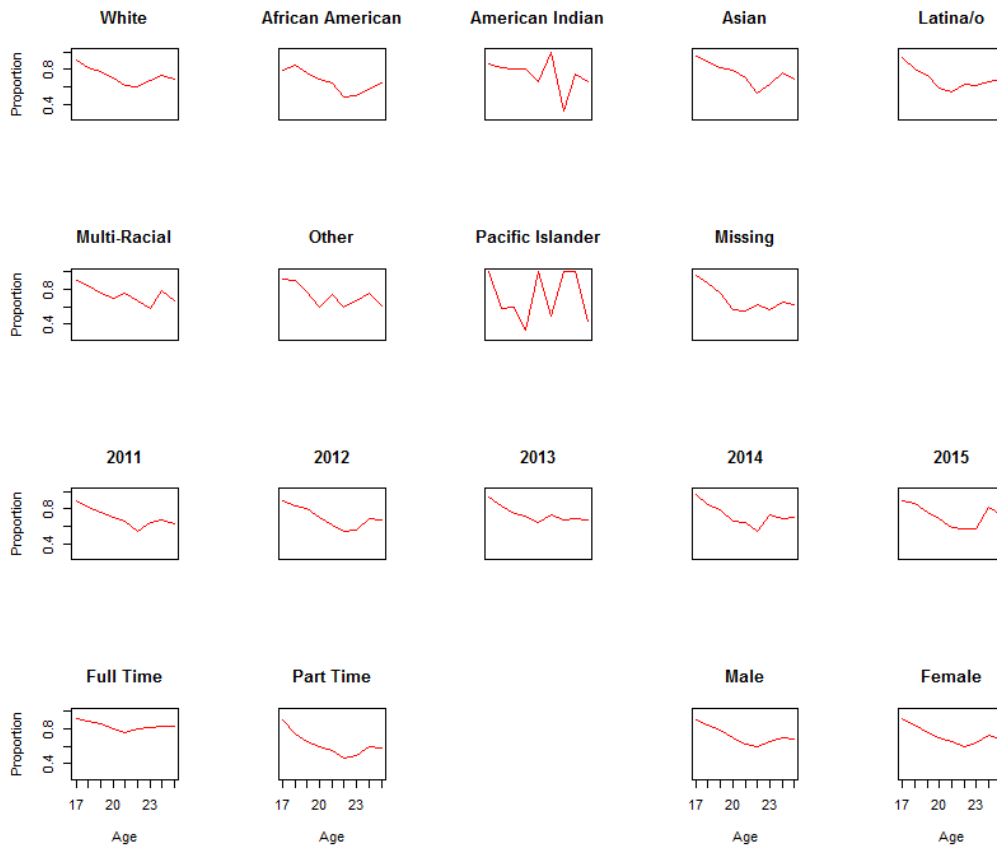 White African American American Indian Asian Latina/o
Proportion
0.8
0.4
Multi-Racial Other Pacific Islander Missing
Proportion
0.8
0.4
2011 2012 2013 2014 2015
Proportion
0.8
0.4
Full Time Part Time Male Female
Proportion
0.8
0.4
17 20 23 17 20 23 17 20 23 17 20 23
Age Age Age Age